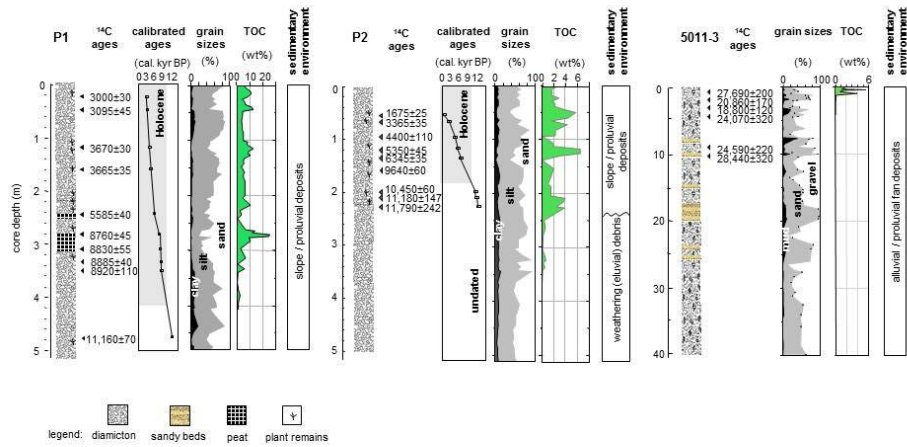 P1
14C ages
calibrated ages
(cal. kyr BP)
0 3 6 9 12
grain sizes
(%)
100
TOC
(wt%)
10 20
sedimentary environment
core depth (m)
0
1
2
3
4
5
3000±30
3095±45
3670±30
3665±35
5585±40
8760±45
8830±55
8885±40
8920±110
11,160±70
Holocene
clay
silt
sand
slope / proluvial deposits
P2
14C ages
calibrated ages
(cal. kyr BP)
0 3 6 9 12
grain sizes
(%)
100
TOC
(wt%)
2 4 6
sedimentary environment
0
1
2
3
4
5
1675±25
3365±35
4400±110
5350±45
6345±35
9640±60
10,450±60
11,180±147
11,790±242
Holocene
undated
clay
silt
sand
slope / proluvial deposits
weathering (eluvial) debris
5011-3
14C ages
grain sizes
(%)
100
TOC
(wt%)
0 6
sedimentary environment
0
10
20
30
40
27,690±200
20,860±170
18,800±120
24,070±320
24,590±220
28,440±320
sand
gravel
alluvial / proluvial fan deposits
legend:
diamicton
sandy beds
peat
plant remains